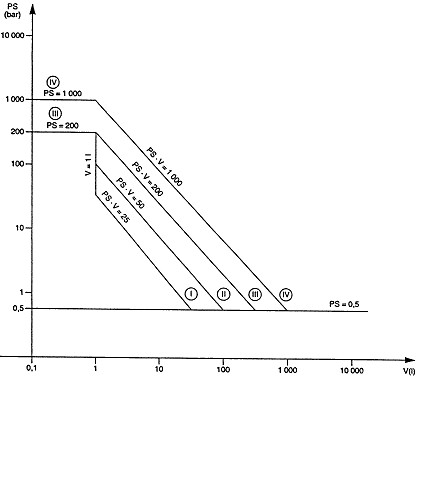 PS
(bar)
10 000
IV
PS = 1 000
1 000
III
PS = 200
200
100
V = 1 l
PS · V = 1 000
PS · V = 200
PS · V = 50
PS · V = 25
10
1
I
II
III
IV
0,5
PS = 0,5
0,1
1
10
100
1 000
10 000
V(l)